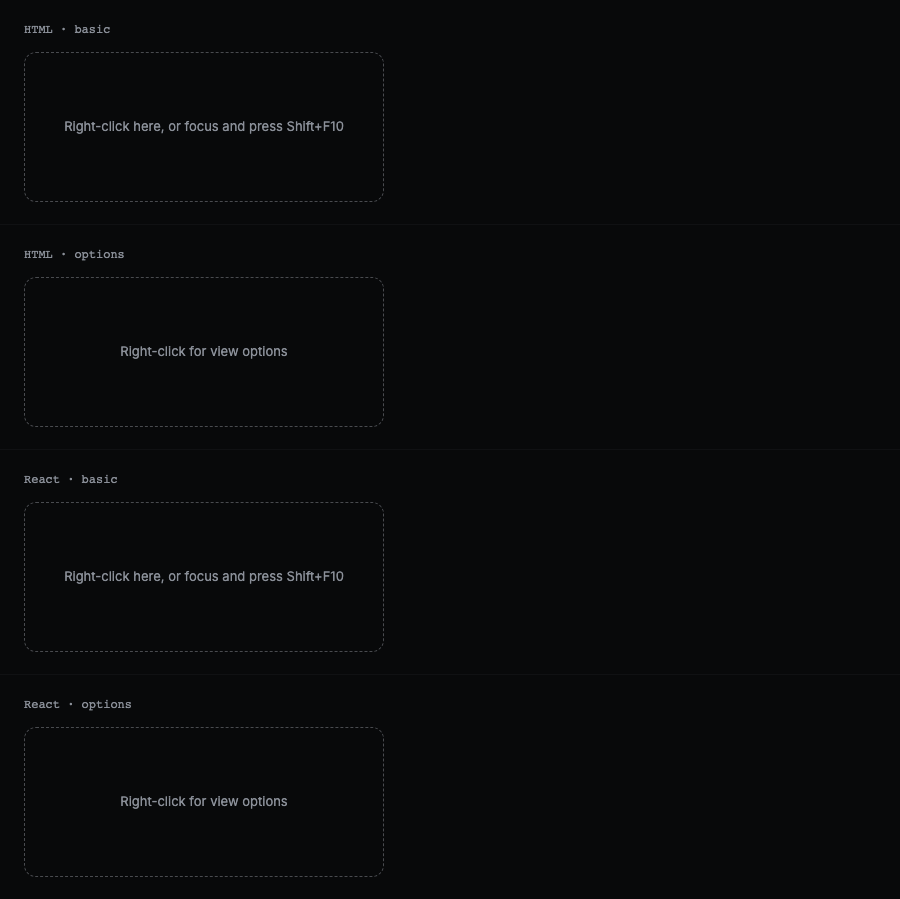 HTML · basic
Right-click here, or focus and press Shift+F10
HTML · options
Right-click for view options
React · basic
Right-click here, or focus and press Shift+F10
React · options
Right-click for view options